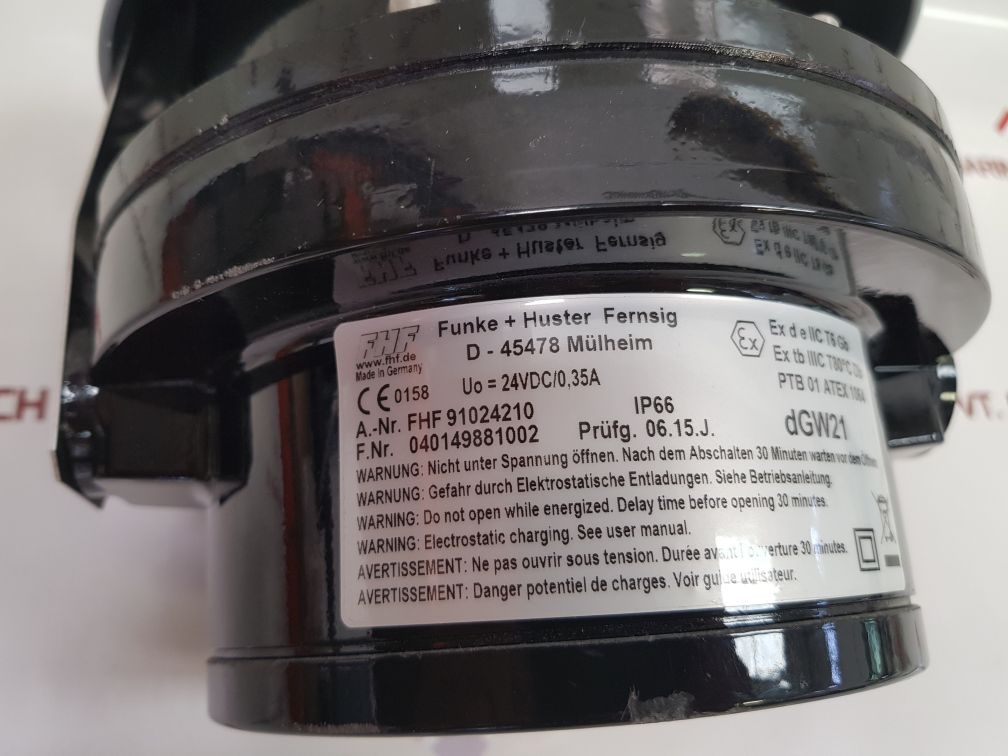 FHF
www.fhf.de
Made in Germany
Funke + Huster Fernsig
D - 45478 Mülheim
Ex
Ex d e IIC T6 Gb
Ex tb IIIC T80°C Db
PTB 01 ATEX
CE 0158
Uo = 24VDC/0,35A
A.-Nr. FHF 91024210
IP66
F.Nr. 040149881002
Prüfg. 06.15.J.
dGW21
WARNUNG: Nicht unter Spannung öffnen. Nach dem Abschalten 30 Minuten warten vor dem Öffnen
WARNUNG: Gefahr durch Elektrostatische Entladungen. Siehe Betriebsanleitung.
WARNING: Do not open while energized. Delay time before opening 30 minutes.
WARNING: Electrostatic charging. See user manual.
AVERTISSEMENT: Ne pas ouvrir sous tension. Durée avant l'ouverture 30 minutes.
AVERTISSEMENT: Danger potentiel de charges. Voir guide utilisateur.